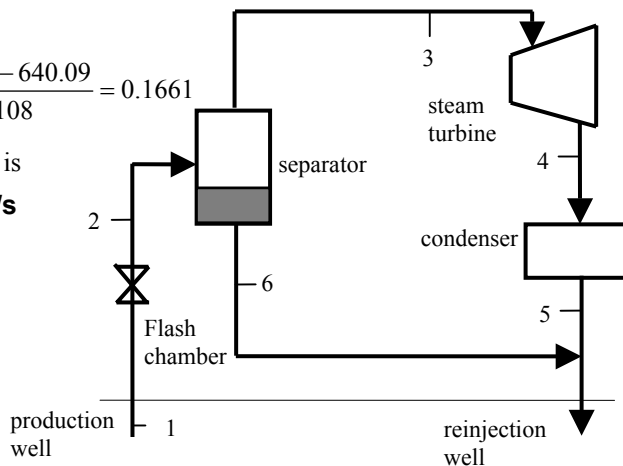 − 640.09
108
= 0.1661
is
/s
3
steam
turbine
separator
4
2
condenser
6
5
Flash
chamber
production
well
1
reinjection
well